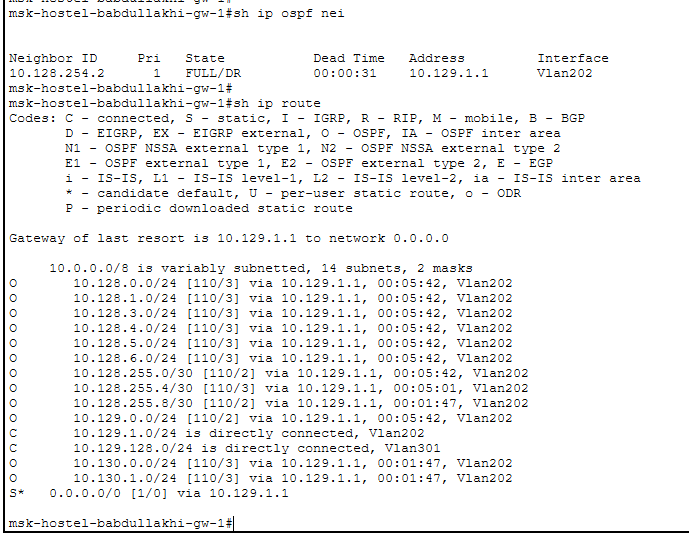 msk-hostel-babdullakhi-gw-1#
msk-hostel-babdullakhi-gw-1#sh ip ospf nei
Neighbor ID     Pri   State           Dead Time   Address         Interface
10.128.254.2      1   FULL/DR         00:00:31    10.129.1.1      Vlan202
msk-hostel-babdullakhi-gw-1#
msk-hostel-babdullakhi-gw-1#sh ip route
Codes: C - connected, S - static, I - IGRP, R - RIP, M - mobile, B - BGP
       D - EIGRP, EX - EIGRP external, O - OSPF, IA - OSPF inter area
       N1 - OSPF NSSA external type 1, N2 - OSPF NSSA external type 2
       E1 - OSPF external type 1, E2 - OSPF external type 2, E - EGP
       i - IS-IS, L1 - IS-IS level-1, L2 - IS-IS level-2, ia - IS-IS inter area
       * - candidate default, U - per-user static route, o - ODR
       P - periodic downloaded static route
Gateway of last resort is 10.129.1.1 to network 0.0.0.0
     10.0.0.0/8 is variably subnetted, 14 subnets, 2 masks
O       10.128.0.0/24 [110/3] via 10.129.1.1, 00:05:42, Vlan202
O       10.128.1.0/24 [110/3] via 10.129.1.1, 00:05:42, Vlan202
O       10.128.3.0/24 [110/3] via 10.129.1.1, 00:05:42, Vlan202
O       10.128.4.0/24 [110/3] via 10.129.1.1, 00:05:42, Vlan202
O       10.128.5.0/24 [110/3] via 10.129.1.1, 00:05:42, Vlan202
O       10.128.6.0/24 [110/3] via 10.129.1.1, 00:05:42, Vlan202
O       10.128.255.0/30 [110/2] via 10.129.1.1, 00:05:42, Vlan202
O       10.128.255.4/30 [110/3] via 10.129.1.1, 00:05:01, Vlan202
O       10.128.255.8/30 [110/2] via 10.129.1.1, 00:01:47, Vlan202
O       10.129.0.0/24 [110/2] via 10.129.1.1, 00:05:42, Vlan202
C       10.129.1.0/24 is directly connected, Vlan202
C       10.129.128.0/24 is directly connected, Vlan301
O       10.130.0.0/24 [110/3] via 10.129.1.1, 00:01:47, Vlan202
O       10.130.1.0/24 [110/3] via 10.129.1.1, 00:01:47, Vlan202
S*   0.0.0.0/0 [1/0] via 10.129.1.1
msk-hostel-babdullakhi-gw-1#